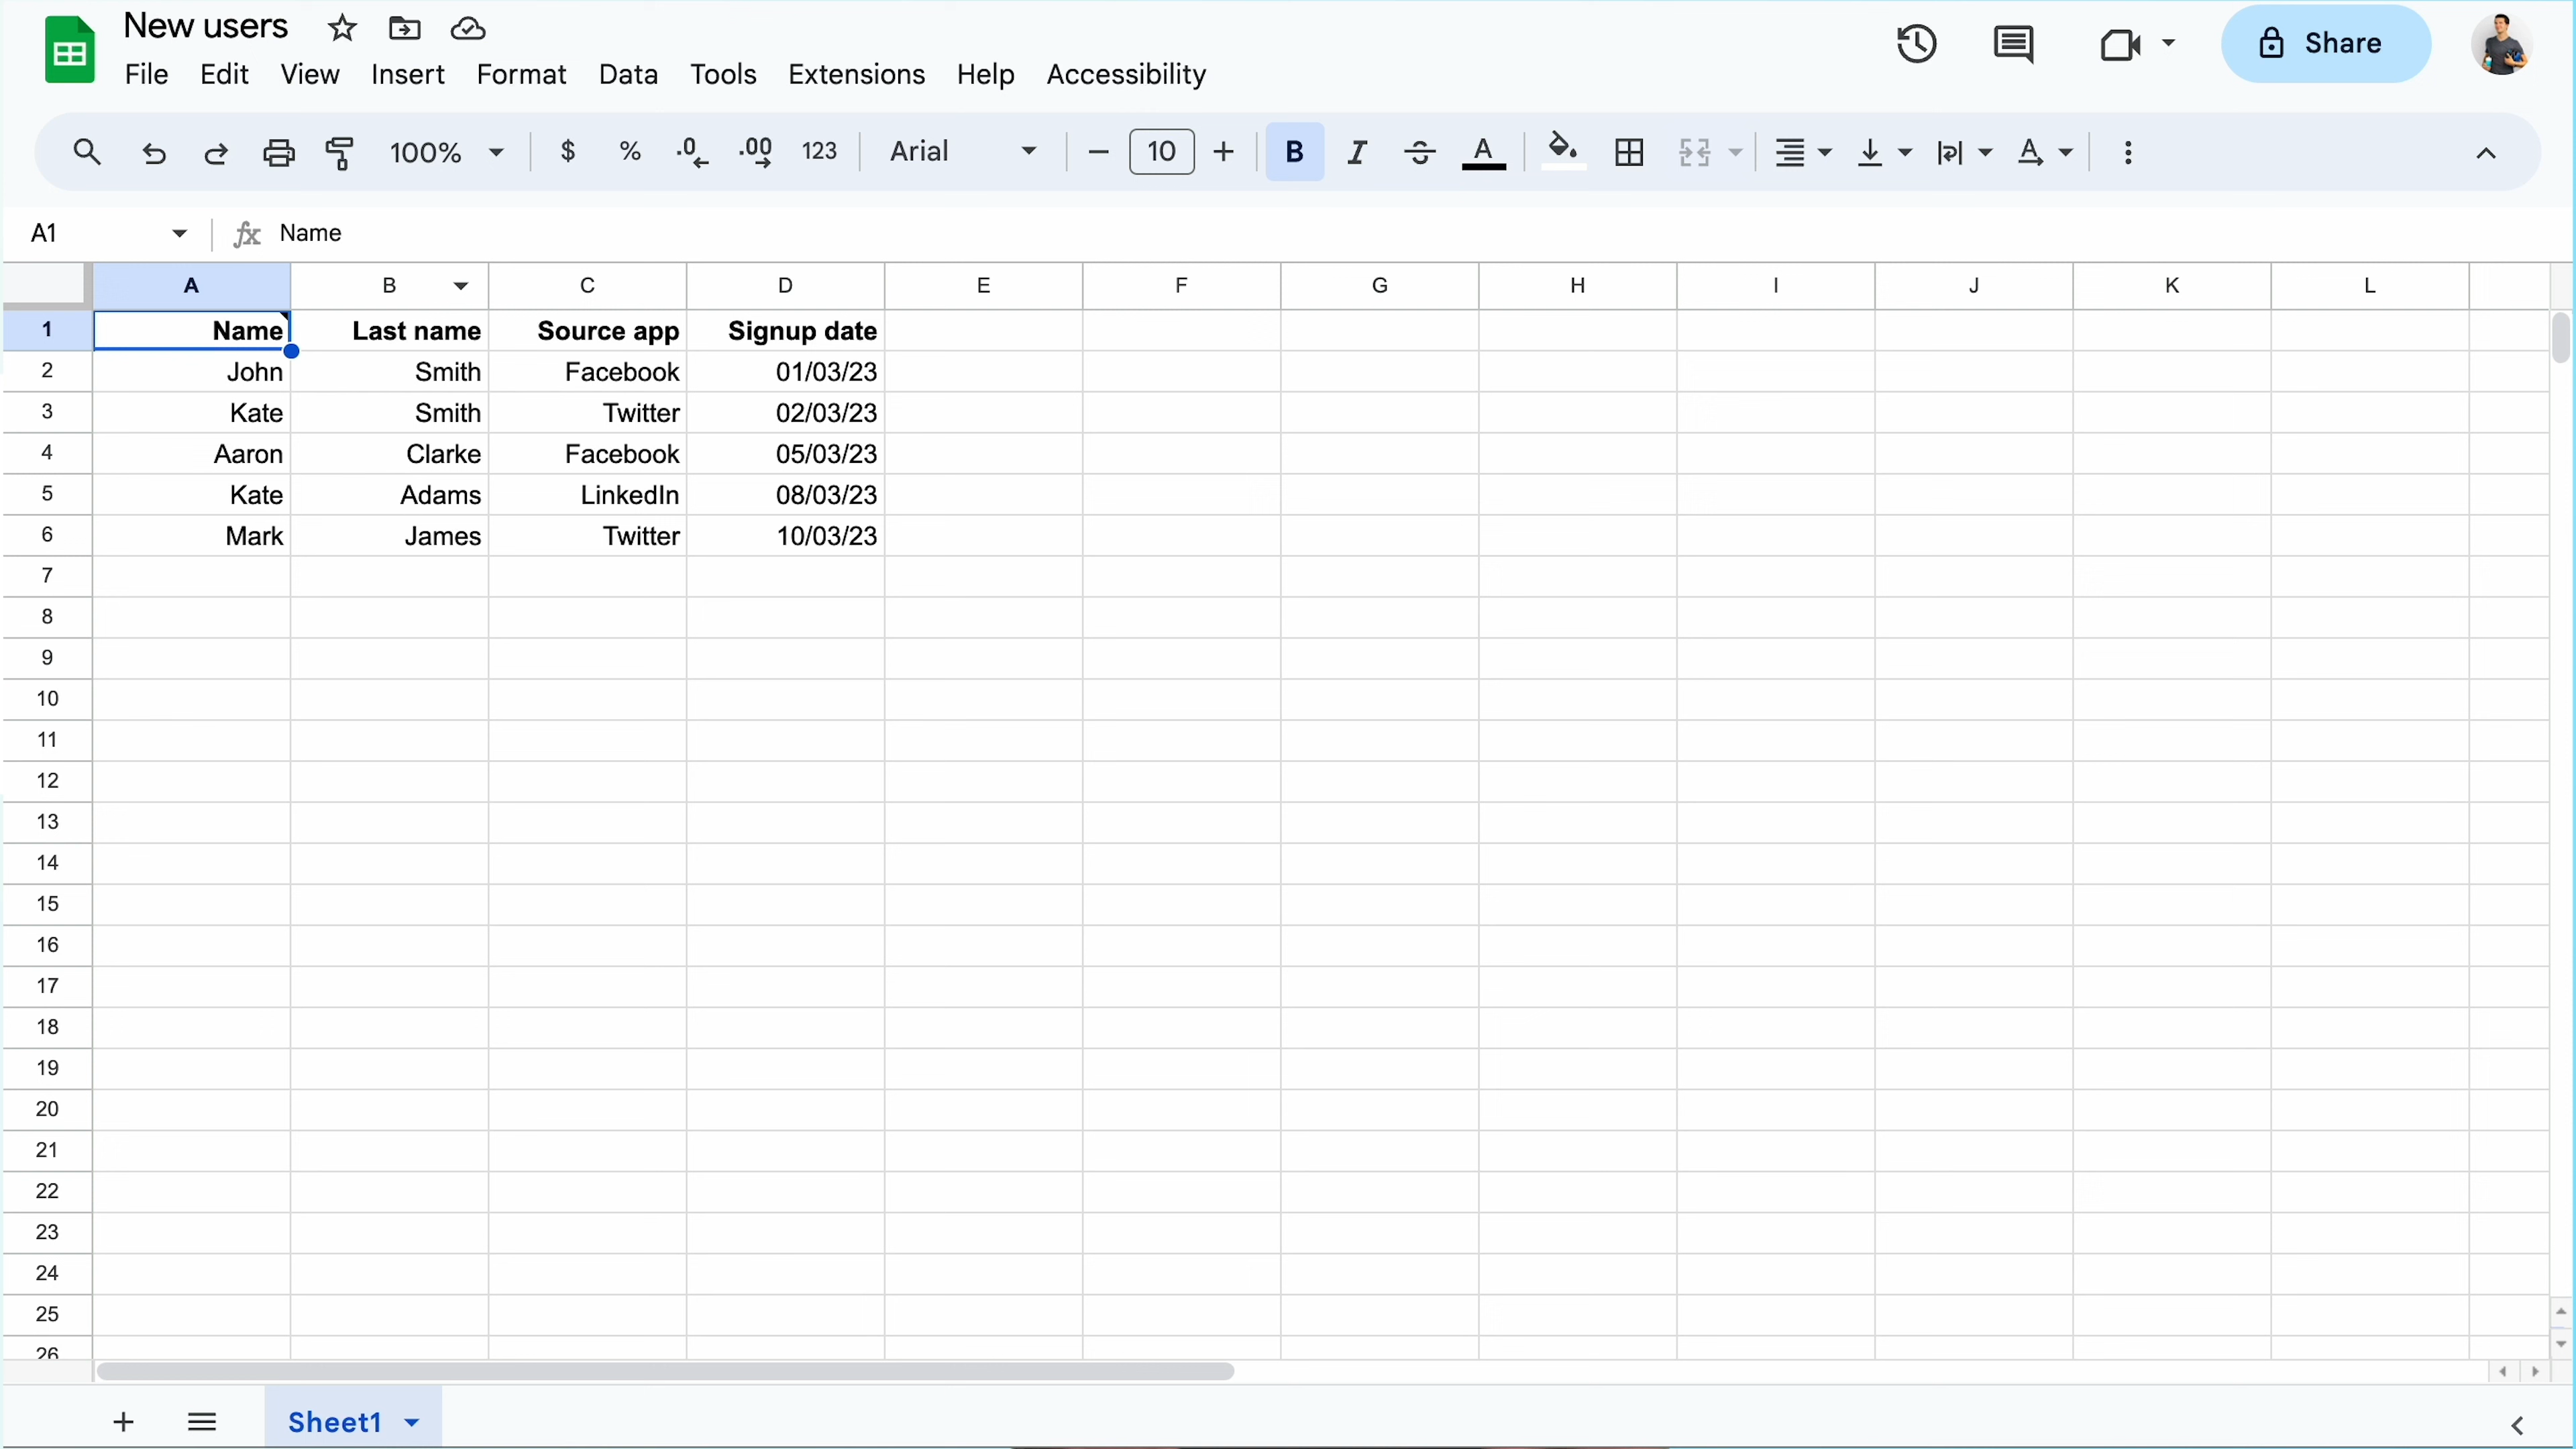 New users
File Edit View Insert Format Data Tools Extensions Help Accessibility
Share
100% $ % .0 .00 123 Arial 10 B I S A A
A1 fx Name
A B C D E F G H I J K L
1 Name Last name Source app Signup date
2 John Smith Facebook 01/03/23
3 Kate Smith Twitter 02/03/23
4 Aaron Clarke Facebook 05/03/23
5 Kate Adams LinkedIn 08/03/23
6 Mark James Twitter 10/03/23
7
8
9
10
11
12
13
14
15
16
17
18
19
20
21
22
23
24
25
26
Sheet1